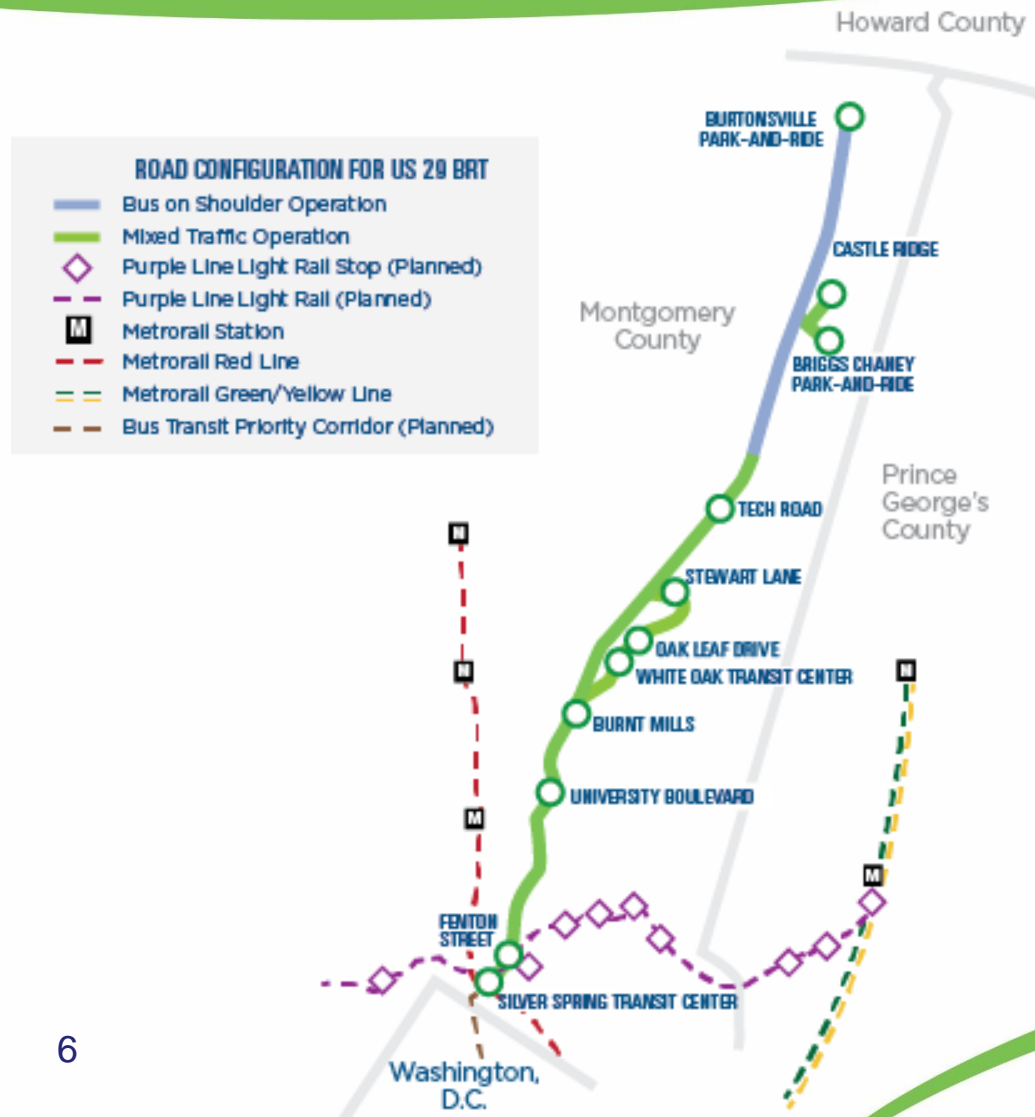 Howard County
BURTONSVILLE
PARK-AND-RIDE
ROAD CONFIGURATION FOR US 29 BRT
Bus on Shoulder Operation
Mixed Traffic Operation
Purple Line Light Rail Stop (Planned)
Purple Line Light Rail (Planned)
M
Metrorail Station
Metrorail Red Line
Metrorail Green/Yellow Line
Bus Transit Priority Corridor (Planned)
CASTLE RIDGE
Montgomery
County
BRIGGS CHANEY
PARK-AND-RIDE
Prince
George's
County
TECH ROAD
M
STEWART LANE
OAK LEAF DRIVE
M
WHITE OAK TRANSIT CENTER
M
BURNT MILLS
UNIVERSITY BOULEVARD
M
M
FENTON
STREET
SILVER SPRING TRANSIT CENTER
6
Washington,
D.C.